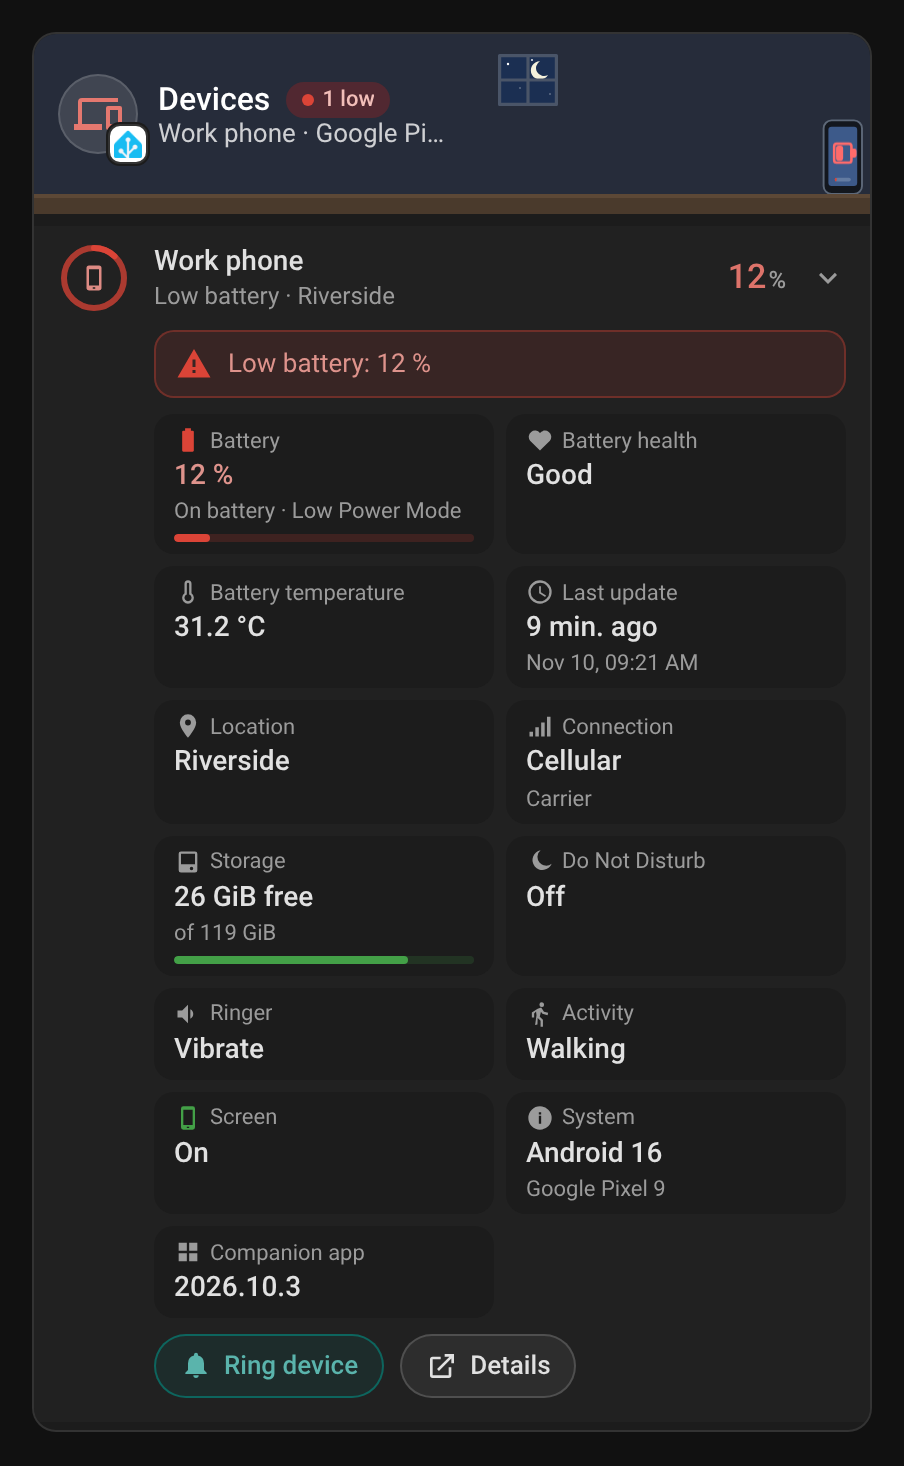 Devices
1 low
Work phone · Google Pi...
Work phone
Low battery · Riverside
12%
Low battery: 12 %
Battery
12 %
On battery · Low Power Mode
Battery health
Good
Battery temperature
31.2 °C
Last update
9 min. ago
Nov 10, 09:21 AM
Location
Riverside
Connection
Cellular
Carrier
Storage
26 GiB free
of 119 GiB
Do Not Disturb
Off
Ringer
Vibrate
Activity
Walking
Screen
On
System
Android 16
Google Pixel 9
Companion app
2026.10.3
Ring device
Details